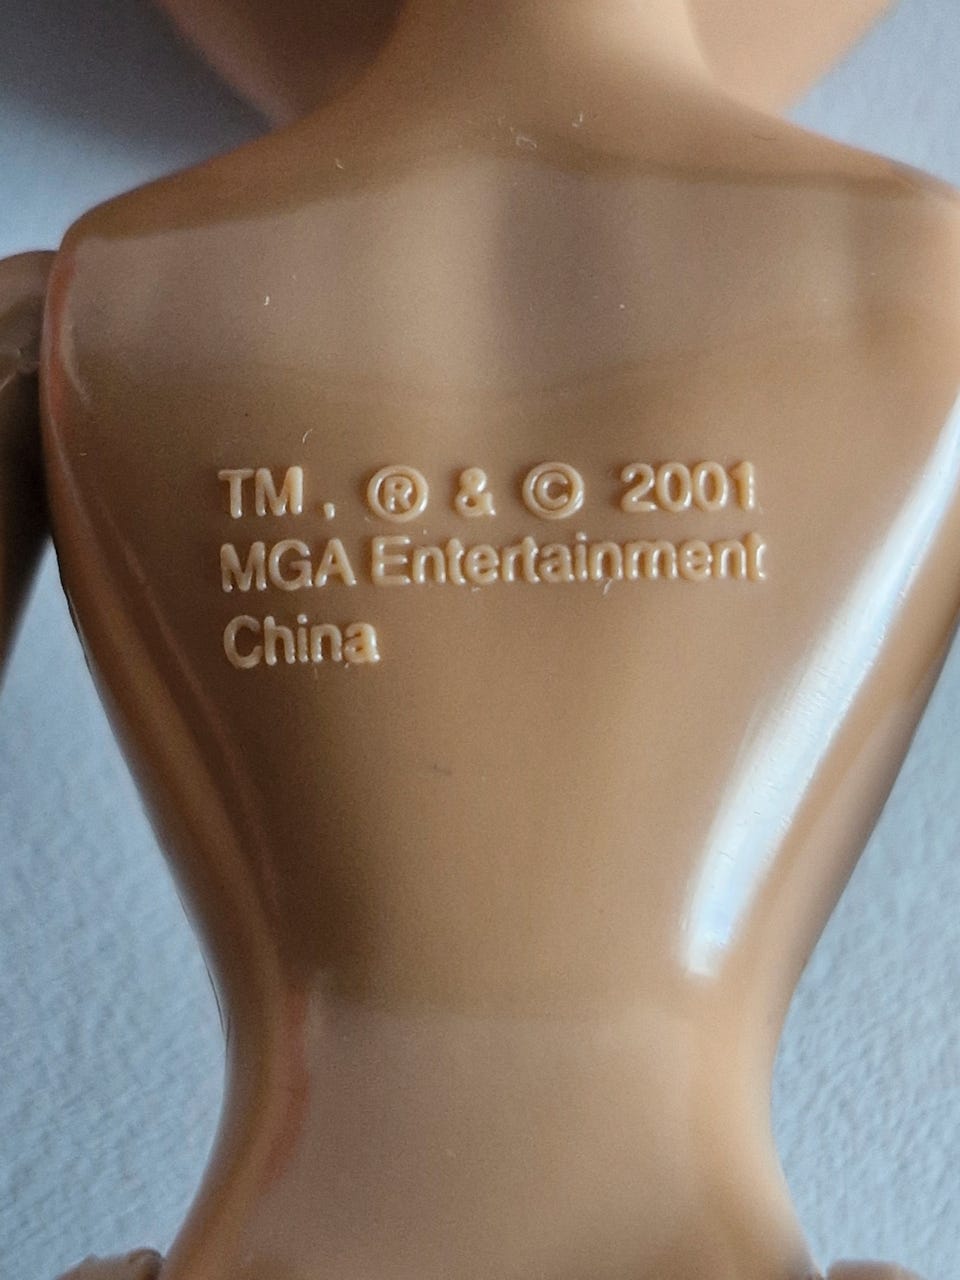 TM, ® & © 2001
MGA Entertainment
China